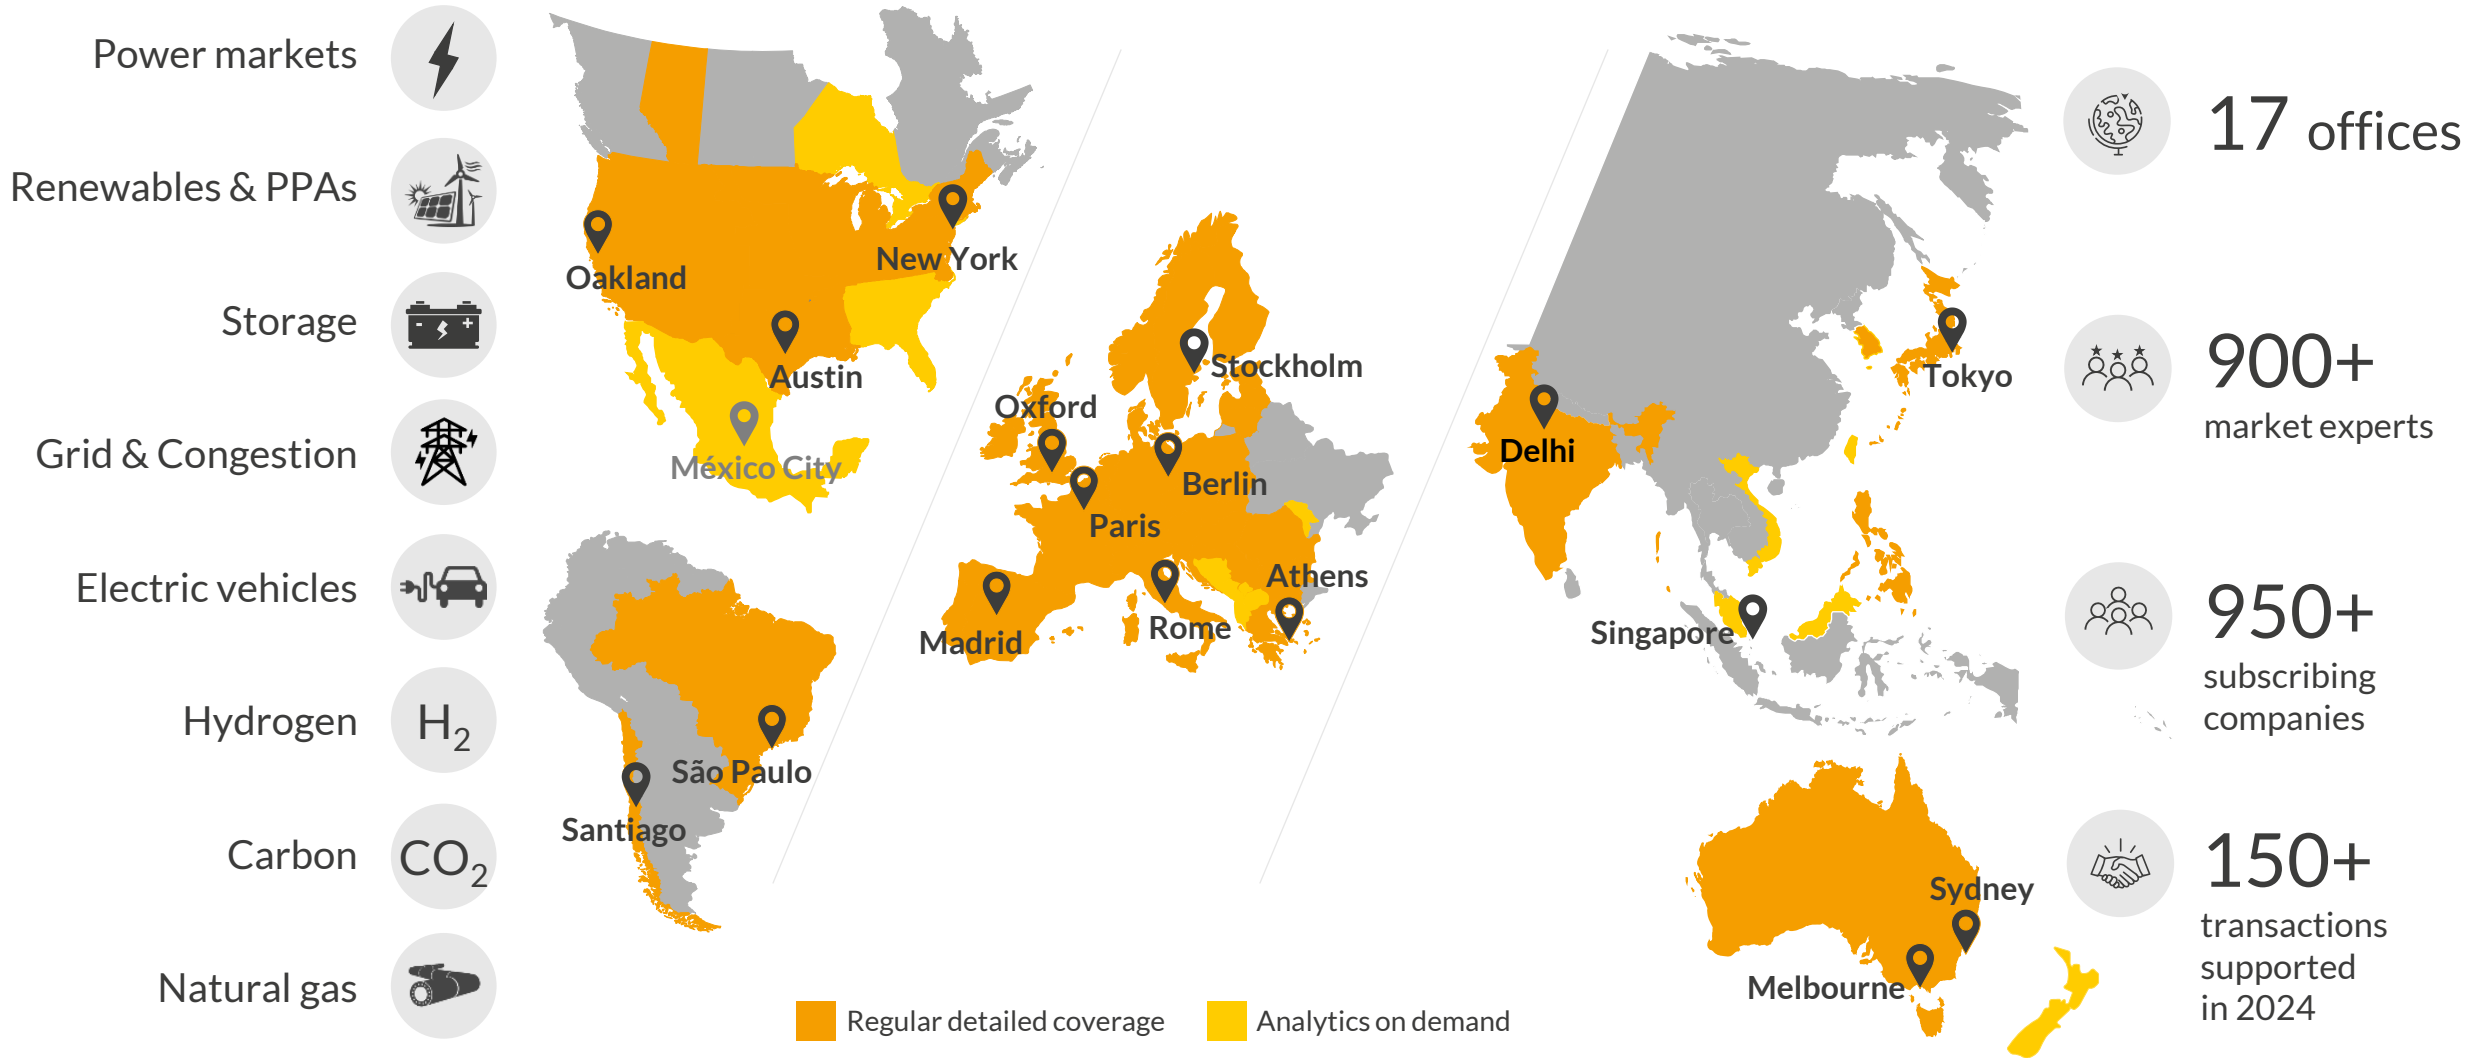 Power markets
Renewables & PPAs
Storage
Grid & Congestion
Electric vehicles
Hydrogen
H₂
Carbon
CO₂
Natural gas
Oakland
New York
Austin
México City
São Paulo
Santiago
Stockholm
Oxford
Berlin
Paris
Athens
Rome
Madrid
Delhi
Tokyo
Singapore
Sydney
Melbourne
Regular detailed coverage
Analytics on demand
17 offices
900+
market experts
950+
subscribing
companies
150+
transactions
supported
in 2024